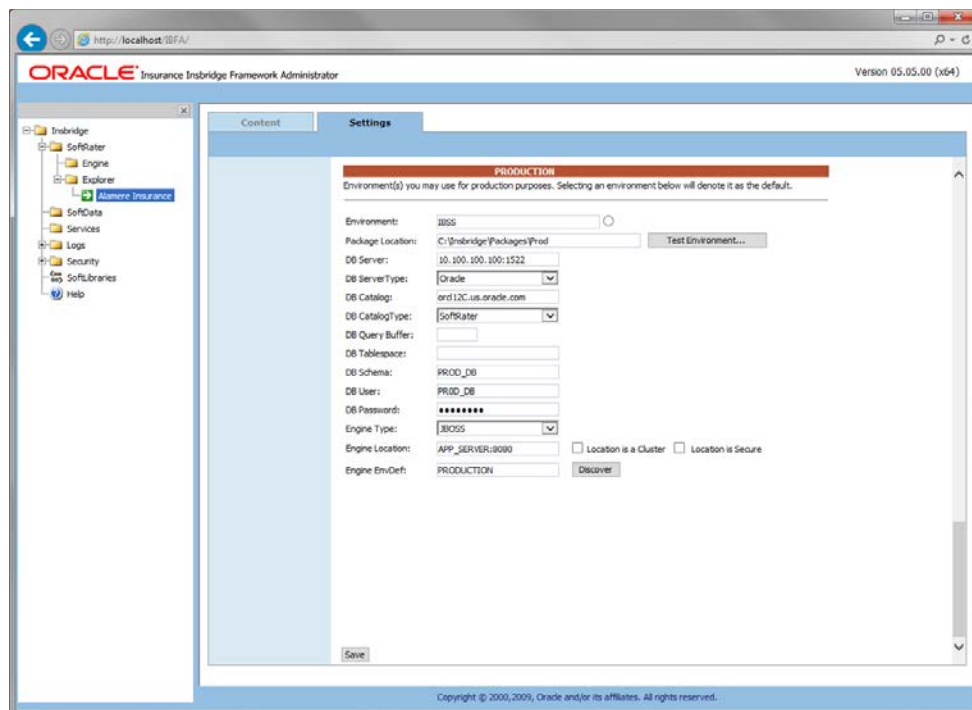 http://localhost/IBFA/
ORACLE Insurance Insbridge Framework Administrator
Version 05.05.00 (x64)
Insbridge
SoftRater
Engine
Explorer
Alamere Insurance
SoftData
Services
Logs
Security
SoftLibraries
Help
Content
Settings
PRODUCTION
Environment(s) you may use for production purposes. Selecting an environment below will denote it as the default.
Environment: IBSS
Package Location: C:\Insbridge\Packages\Prod Test Environment...
DB Server: 10.100.100.100:1522
DB ServerType: Oracle
DB Catalog: orcl12C.us.oracle.com
DB CatalogType: SoftRater
DB Query Buffer:
DB Tablespace:
DB Schema: PROD_DB
DB User: PROD_DB
DB Password: ••••••••
Engine Type: JBOSS
Engine Location: APP_SERVER:8080 Location is a Cluster Location is Secure
Engine EnvDef: PRODUCTION Discover
Save
Copyright © 2000,2009, Oracle and/or its affiliates. All rights reserved.